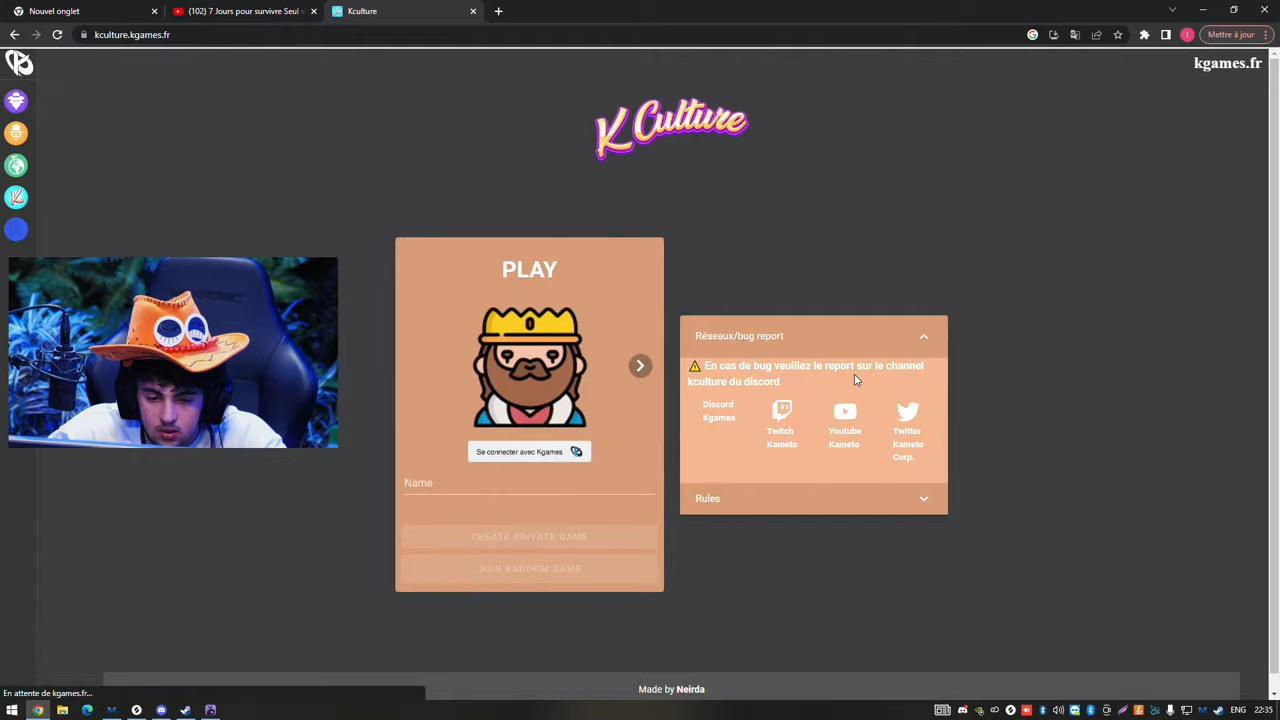 Nouvel onglet
(102) 7 Jours pour survivre Seul s
Kculture
kculture.kgames.fr
Mettre à jour
kgames.fr
K Culture
PLAY
Se connecter avec Kgames
Name
CREATE PRIVATE GAME
JOIN RANDOM GAME
Réseaux/bug report
En cas de bug veuillez le report sur le channel
kculture du discord
Discord
Kgames
Twitch
Kameto
Youtube
Kameto
Twitter
Kameto
Corp.
Rules
Made by Neirda
En attente de kgames.fr...
ENG
22:35